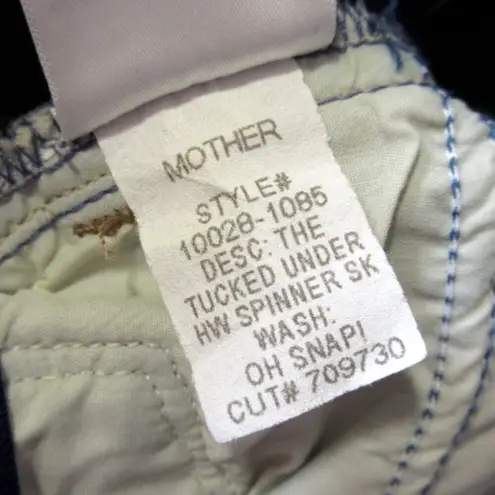 MOTHER
STYLE#
10028-1085
DESC: THE
TUCKED UNDER
HW SPINNER SK
WASH:
OH SNAP!
CUT# 709730